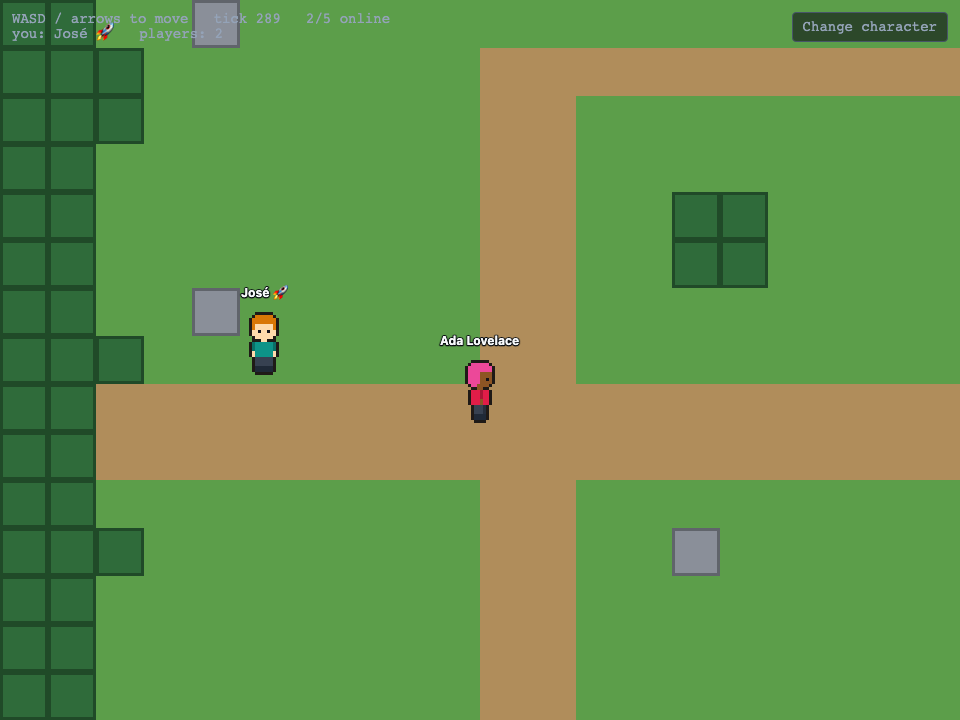 WASD / arrows to move   tick 289   2/5 online
you: José 🚀   players: 2
Change character
José 🚀
Ada Lovelace